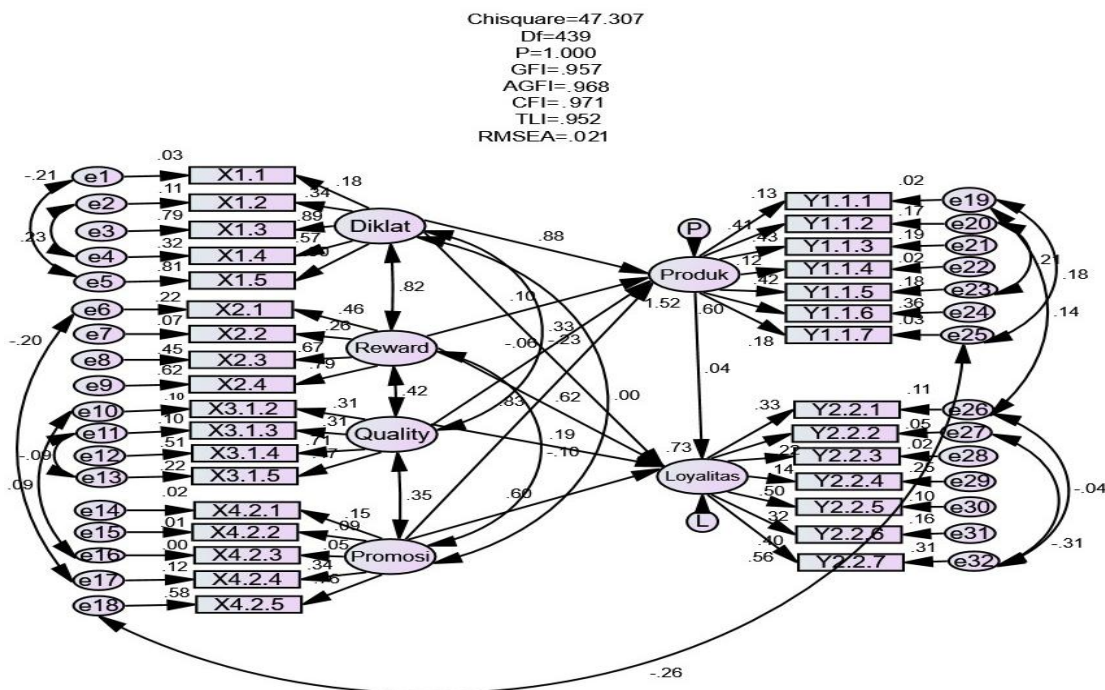 Chisquare=47.307
Df=439
P=1.000
GFI=.957
AGFI=.968
CFI=.971
TLI=.952
RMSEA=.021
-.21 e1 .03 X1.1 .18
e2 .11 X1.2 .34
e3 .79 X1.3 .89
.23 e4 .32 X1.4 .57
e5 .81 X1.5
Diklat
.88
.82
e6 .22 X2.1 .46
-.20 e7 .07 X2.2 .26
e8 .45 X2.3 .67
e9 .62 X2.4 .79
Reward
.10
.33
-.06
-.23
.42
e10 .10 X3.1.2 .31
e11 .10 X3.1.3 .31
-.09 e12 .51 X3.1.4 .71
e13 .22 X3.1.5
Quality
.83
.62
.00
.19
-.10
.35
.09
e14 .02 X4.2.1 .15
e15 .01 X4.2.2 .09
e16 .00 X4.2.3 .05
e17 .12 X4.2.4 .34
e18 .58 X4.2.5
Promosi
.60
P
Produk
1.52
.60
.04
.13 Y1.1.1 .02 e19
.41 Y1.1.2 .17 e20
.43 Y1.1.3 .19 e21
.12 Y1.1.4 .02 e22
.42 Y1.1.5 .18 e23
Y1.1.6 .36 e24
.18 Y1.1.7 .03 e25
.21
.18
.14
.73
Loyalitas
L
.33 Y2.2.1 .11 e26
Y2.2.2 .05 e27
.22 Y2.2.3 .02 e28
.14 Y2.2.4 .25 e29
.50 Y2.2.5 .10 e30
.32 Y2.2.6 .16 e31
.40
.56 Y2.2.7 .31 e32
-.04
-.31
-.26